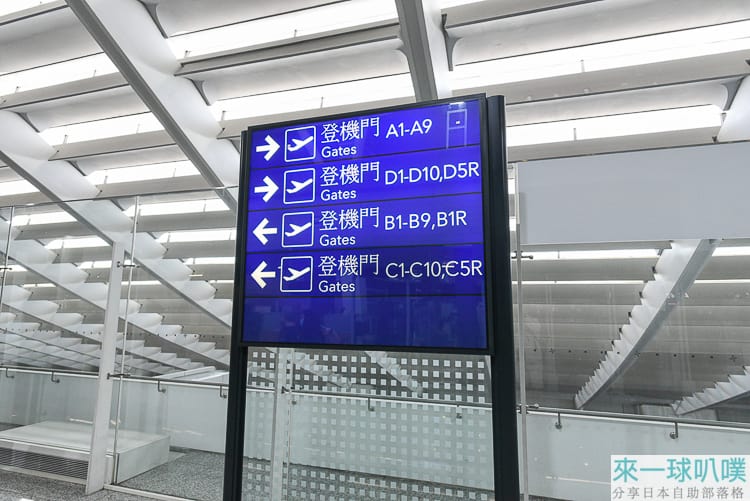 登機門 A1-A9
Gates
登機門 D1-D10,D5R
Gates
登機門 B1-B9,B1R
Gates
登機門 C1-C10,C5R
Gates
來一球叭噗
分享日本自助部落格